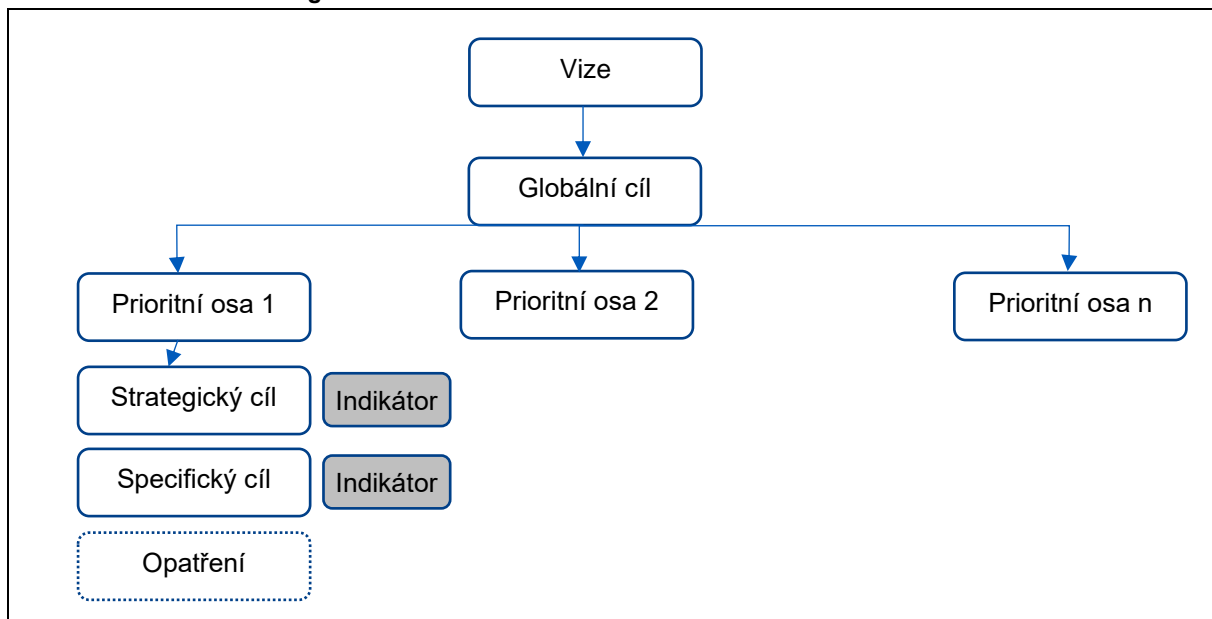 Vize
Globální cíl
Prioritní osa 1
Prioritní osa 2
Prioritní osa n
Strategický cíl
Indikátor
Specifický cíl
Indikátor
Opatření